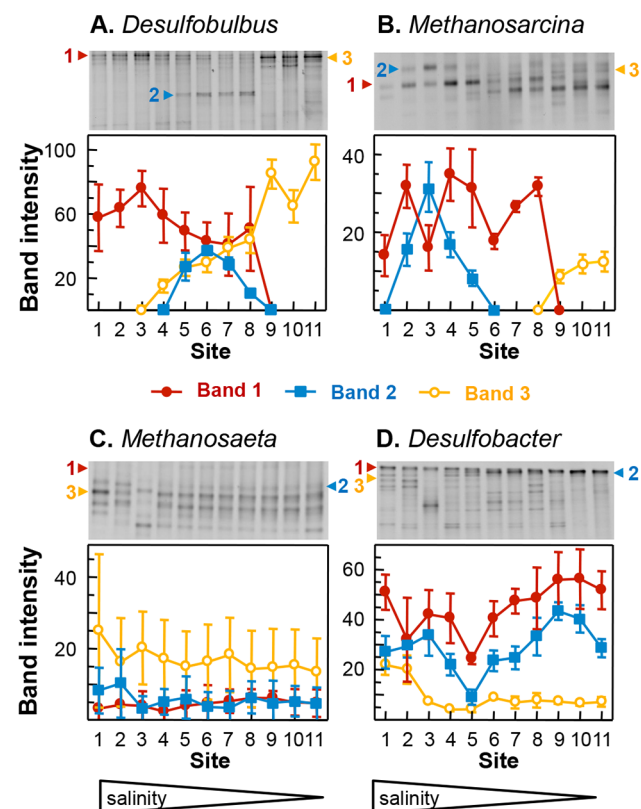 A. Desulfobulbus
1
2
3
100
60
20
Band intensity
1 2 3 4 5 6 7 8 9 10 11
Site
B. Methanosarcina
2
1
3
40
20
1 2 3 4 5 6 7 8 9 10 11
Site
Band 1 Band 2 Band 3
C. Methanosaeta
1
3
2
40
20
Band intensity
1 2 3 4 5 6 7 8 9 10 11
Site
salinity
D. Desulfobacter
1
3
2
60
40
20
1 2 3 4 5 6 7 8 9 10 11
Site
salinity